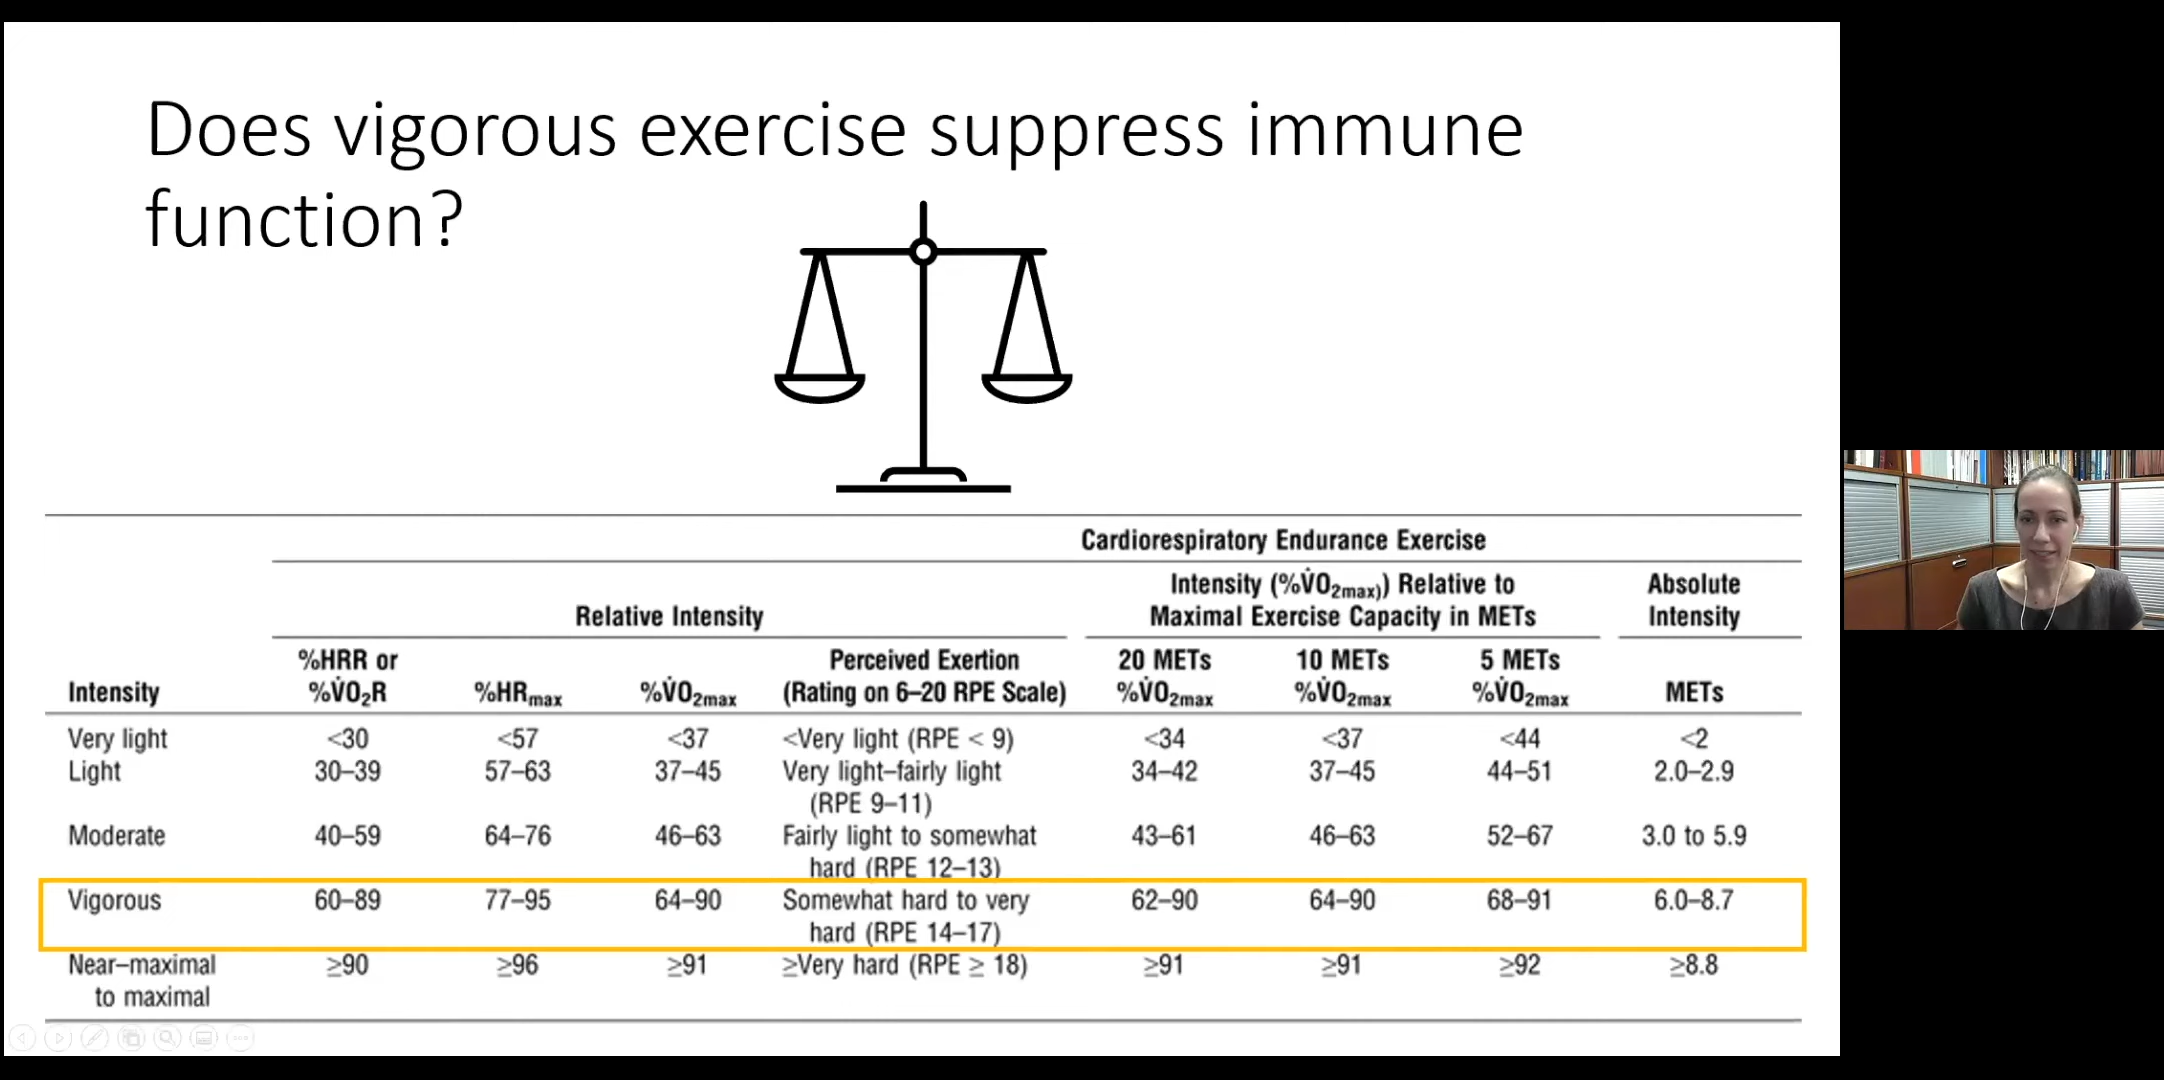 Does vigorous exercise suppress immune
function?
Cardiorespiratory Endurance Exercise
Relative Intensity
Intensity (%V̇O2max)) Relative to
Maximal Exercise Capacity in METs
Absolute
Intensity
Intensity
%HRR or
%V̇O2R
%HRmax
%V̇O2max
Perceived Exertion
(Rating on 6–20 RPE Scale)
20 METs
%V̇O2max
10 METs
%V̇O2max
5 METs
%V̇O2max
METs
Very light <30 <57 <37 <Very light (RPE < 9) <34 <37 <44 <2
Light 30–39 57–63 37–45 Very light–fairly light 34–42 37–45 44–51 2.0–2.9
(RPE 9–11)
Moderate 40–59 64–76 46–63 Fairly light to somewhat 43–61 46–63 52–67 3.0 to 5.9
hard (RPE 12–13)
Vigorous 60–89 77–95 64–90 Somewhat hard to very 62–90 64–90 68–91 6.0–8.7
hard (RPE 14–17)
Near–maximal ≥90 ≥96 ≥91 ≥Very hard (RPE ≥ 18) ≥91 ≥91 ≥92 ≥8.8
to maximal